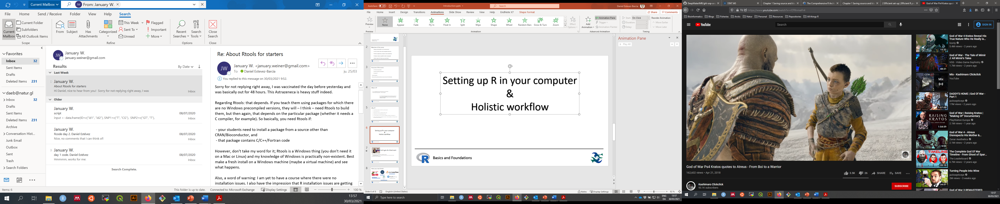 Current Mailbox
From: January W.
File Home Send / Receive Folder View Help Search
Current Mailbox
Current Folder
Subfolders
All Outlook Items
Scope
From
Subject
Has Attachments
Categorized
This Week
Sent To
Unread
Flagged
Important
More
Refine
Recent Searches
Search Tools
Options
Close Search
Close
Favorites
Inbox 32
Sent Items
Drafts
Deleted Items 231
daeb@natur.gl
Inbox 32
Drafts
Sent Items
Deleted Items 231
Archive
Conversation Hist...
Junk Email
Outbox
Sent
Trash
Search Folders
JW
January W.
january.weiner@gmail.com
Results
By Date
Last Week
January W.
About Rtools for starters
Hi Daniel, nice to hear from you! Sorry for not replying right away, I was
Inbox
Older
January W.
script 08/07/2020
input <- data.frame(ID=c("id1", "id2"), SNP1=c("T", "CG"), SNP2=c("GT", "T"),
Inbox
January W.
Rcode day 2. Daniel Estévez 08/07/2020
Nice, no comments that I can think of!
Inbox
January W.
day 1 code. Daniel Estévez 08/07/2020
Hmmmm, works for me:
Inbox
Search Complete.
Re: About Rtools for starters
JW
January W. <january.weiner@gmail.com>
To Daniel Estevez-Barcia
ju. 25/03
You replied to this message on 30/03/2021 9:52.
Sorry for not replying right away, I was vaccinated the day before yesterday and
was basically out for 48 hours. This Astrazeneca is heavy stuff indeed.
Regarding Rtools: that depends. If you teach them using packages for which there
are no Windows precompiled versions, they will – I think – need Rtools to build
them, but then again, that depends on the particular package (whether it needs a
C compiler, for example). So basically, you need Rtools if:
- your students need to install a package from a source other than
CRAN/Bioconductor, and
- that package contains C/C++/Fortran code
However, don't take my word for it; Rtools is a Windows thing (you don't need it
on a Mac or Linux) and my knowledge of Windows is practically non-existent. Best
make a fresh install on a Windows machine (maybe a virtual machine) and see
what happens.
Also, a word of warning: I am yet to have a course where there were no
installation issues. I also have the impression that R installation issues are getting
Items: 6
This folder is up to date. Connected to: Microsoft Exchange Display Settings 100 %
13:57
30/03/2021
AutoSave Off
Introduction.pptx
Search
Daniel Estevez-Barcia
File Home Insert Design Transitions Animations Slide Show Review View Help EndNote X7 Shape Format
Share Comments
Preview
Preview
None Appear Fade Fly In Float In Split Wipe Shape Wheel Random Bars Grow & Turn Zoom
Animation
Effect Options
Add Animation
Animation Pane
Trigger
Animation Painter
Advanced Animation
Start: On Click
Duration:
Delay:
Reorder Animation
Move Earlier
Move Later
Timing
2
3
4
5
6
7
8
Setting up R in your computer
&
Holistic workflow
R Basics and Foundations
Animation Pane
Play All
Slide 6 of 8 English (United States)
Notes Display Settings 82 %
Type here to search
ENG
DA
13:57
30/03/2021
STAT 545
Chapter 1 Saving source and bl
The Comprehensive R Arch
Chapter 1 Saving source and bl
2 Efficient set-up | Efficient R p
God of War Ps4 Kratos quot
Bioinformatics Blogs Fisheries Arctic Natur Personal Resources Repositories All things R
YouTube
Search
SIGN IN
God of War Ps4 Kratos quotes to Atreus - From Boi to a Warrior
162,602 views • Apr 21, 2018
3.5K 26 SHARE SAVE
Kashimaro Clickclick
93.1K subscribers
SUBSCRIBE
God of War 4 Kratos Reveal His
True Nature Who He Really is...
Izuniy
5.4M views • 2 years ago
15:32
God of War - The Tale of Mimir
// All Mimir's Tales
VGS - Video Game Sophistry
1.7M views • 2 years ago
48:21
Mix - Kashimaro Clickclick
YouTube
Mix
DADDY'S HOME | God Of War -
Part 1
jacksepticeye
17M views • 2 years ago
1:57:00
God of War | Raising Kratos |
"Making Of" Documentary
PlayStation Europe
2.1M views • 1 year ago
RAISING
KRATOS
1:54:59
God of War 4 - Atreus
Disrespects His Mother &...
Zanar Aesthetics
2.1M views • 2 years ago
6:04
The Complete God Of War
Timeline - From Ghost of Spar...
The Leaderboard
6.7M views • 2 years ago
TIMELINE
20:10
Turning People Into Wine
jacksepticeye
2M views • 3 weeks ago
34:01
God of War 3 REMASTERED
13:57
30/03/2021